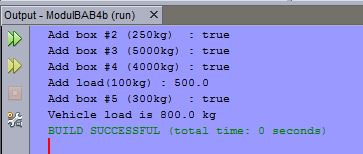 Output - ModulBAB4b (run)
Add box #2 (250kg)  : true
Add box #3 (5000kg)  : true
Add box #4 (4000kg)  : true
Add load(100kg) : 500.0
Add box #5 (300kg)  : true
Vehicle load is 800.0 kg
BUILD SUCCESSFUL (total time: 0 seconds)